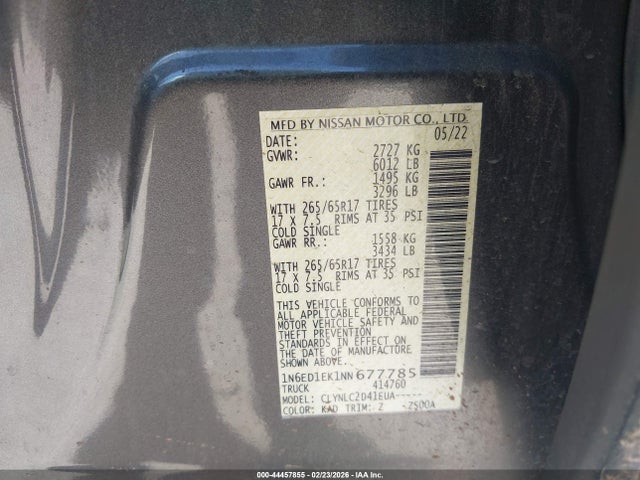 MFD BY NISSAN MOTOR CO., LTD.
DATE: 05/22
GVWR: 2727 KG
6012 LB
GAWR FR.: 1495 KG
3296 LB
WITH 265/65R17 TIRES
17 X 7.5 RIMS AT 35 PSI
COLD SINGLE
GAWR RR.: 1558 KG
3434 LB
WITH 265/65R17 TIRES
17 X 7.5 RIMS AT 35 PSI
COLD SINGLE
THIS VEHICLE CONFORMS TO
ALL APPLICABLE FEDERAL
MOTOR VEHICLE SAFETY AND
THEFT PREVENTION
STANDARDS IN EFFECT ON
THE DATE OF MANUFACTURE
SHOWN ABOVE.
1N6ED1EK1NN677785
TRUCK 414760
MODEL: CLYNLC2D41EUA-----
COLOR: KAD TRIM: Z -ZS00A
000-44457855 - 02/23/2026 - IAAI.COM